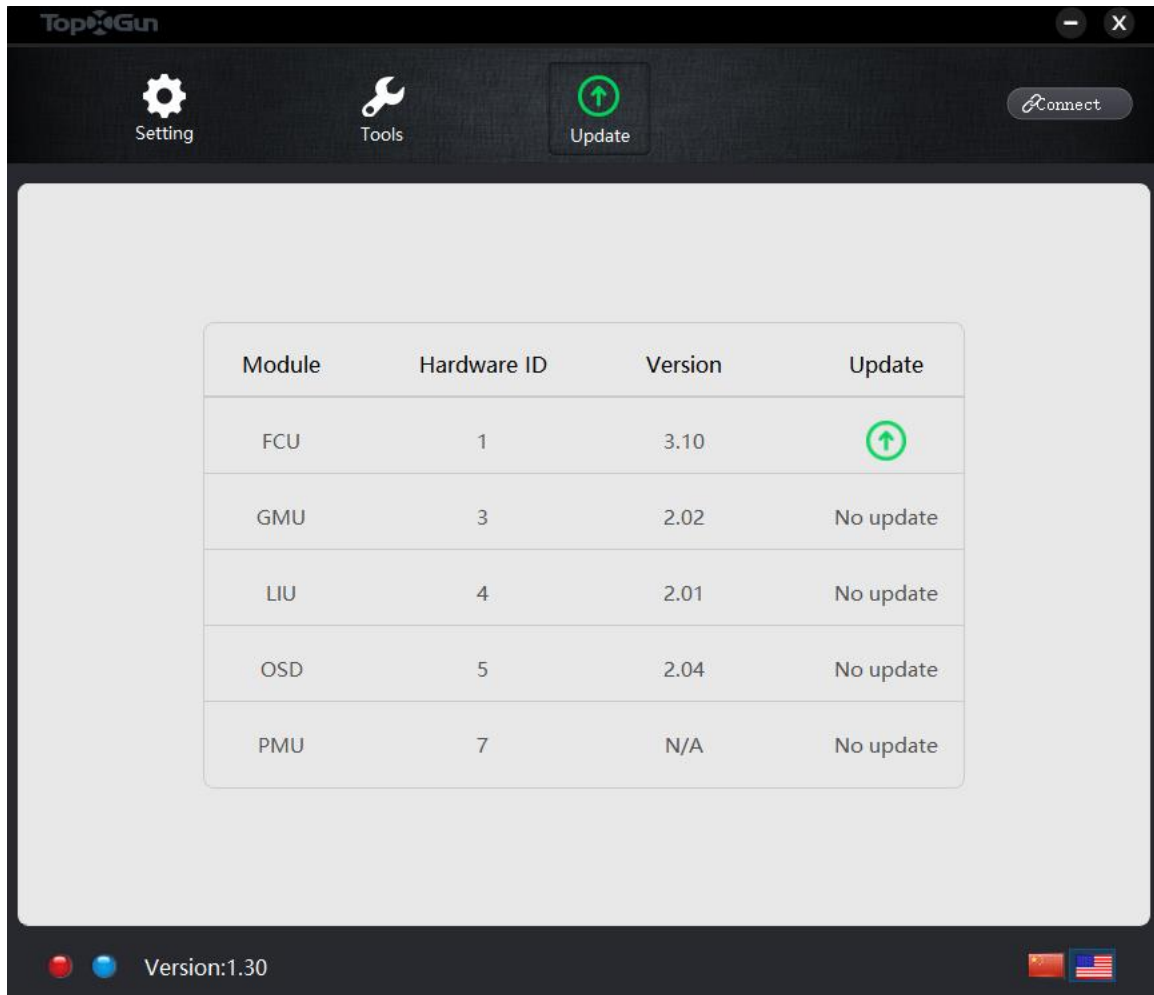 Top Gun
X
Setting Tools Update Connect
Module Hardware ID Version Update
FCU 1 3.10
GMU 3 2.02 No update
LIU 4 2.01 No update
OSD 5 2.04 No update
PMU 7 N/A No update
Version:1.30